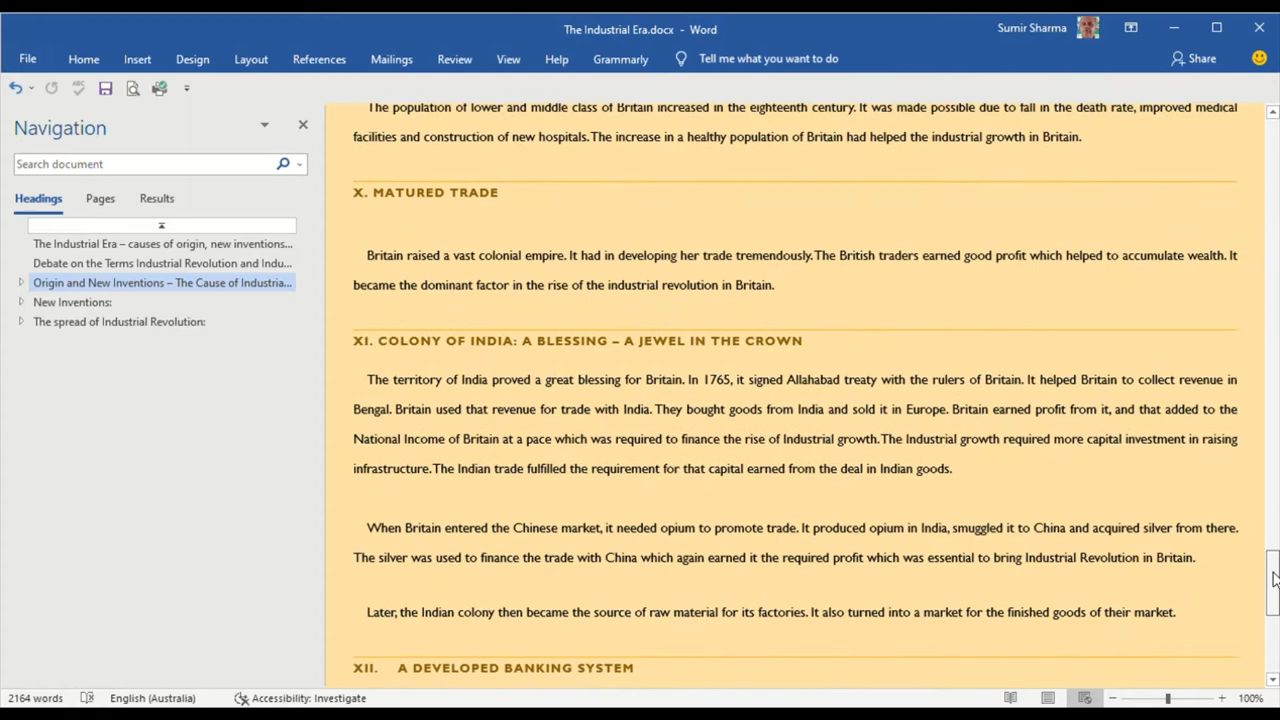 The Industrial Era.docx - Word
Sumir Sharma
File Home Insert Design Layout References Mailings Review View Help Grammarly Tell me what you want to do Share
Navigation
Search document
Headings Pages Results
The Industrial Era – causes of origin, new inventions...
Debate on the Terms Industrial Revolution and Indu...
Origin and New Inventions – The Cause of Industria...
New Inventions:
The spread of Industrial Revolution:
The population of lower and middle class of Britain increased in the eighteenth century. It was made possible due to fall in the death rate, improved medical
facilities and construction of new hospitals. The increase in a healthy population of Britain had helped the industrial growth in Britain.
X. MATURED TRADE
Britain raised a vast colonial empire. It had in developing her trade tremendously. The British traders earned good profit which helped to accumulate wealth. It
became the dominant factor in the rise of the industrial revolution in Britain.
XI. COLONY OF INDIA: A BLESSING – A JEWEL IN THE CROWN
The territory of India proved a great blessing for Britain. In 1765, it signed Allahabad treaty with the rulers of Britain. It helped Britain to collect revenue in
Bengal. Britain used that revenue for trade with India. They bought goods from India and sold it in Europe. Britain earned profit from it, and that added to the
National Income of Britain at a pace which was required to finance the rise of Industrial growth. The Industrial growth required more capital investment in raising
infrastructure. The Indian trade fulfilled the requirement for that capital earned from the deal in Indian goods.
When Britain entered the Chinese market, it needed opium to promote trade. It produced opium in India, smuggled it to China and acquired silver from there.
The silver was used to finance the trade with China which again earned it the required profit which was essential to bring Industrial Revolution in Britain.
Later, the Indian colony then became the source of raw material for its factories. It also turned into a market for the finished goods of their market.
XII. A DEVELOPED BANKING SYSTEM
2164 words English (Australia) Accessibility: Investigate 100%